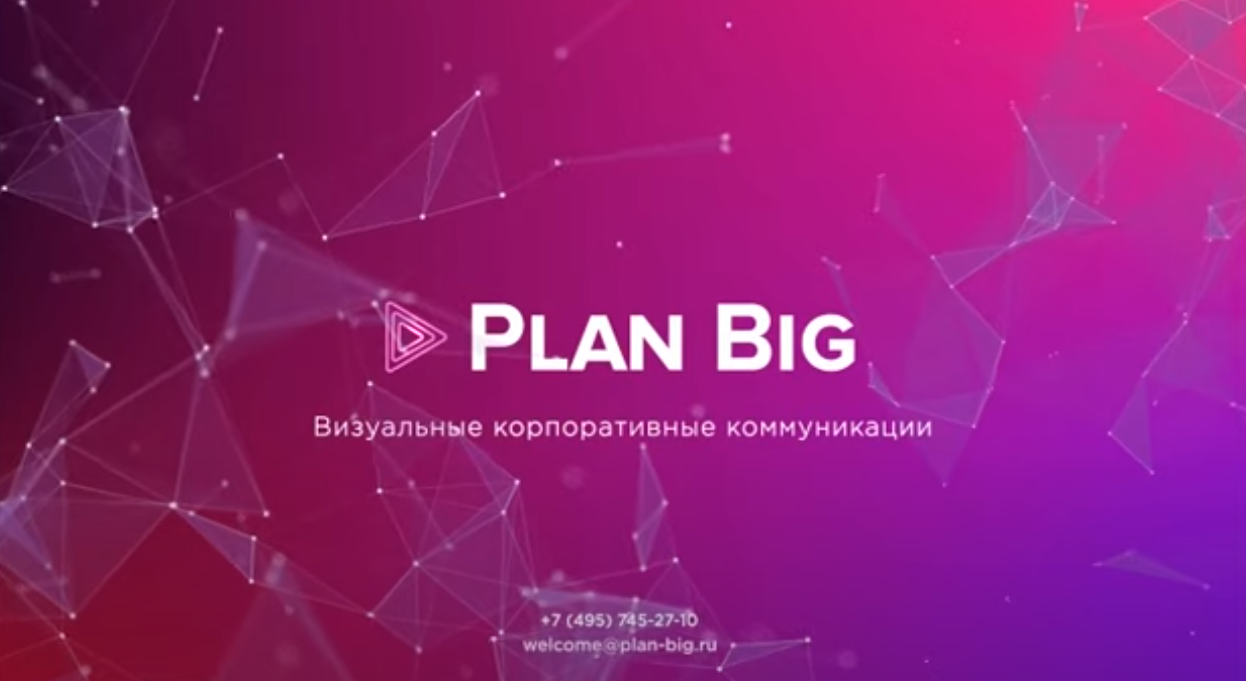 PLAN BIG
Визуальные корпоративные коммуникации
+7 (495) 745-27-10
welcome@plan-big.ru